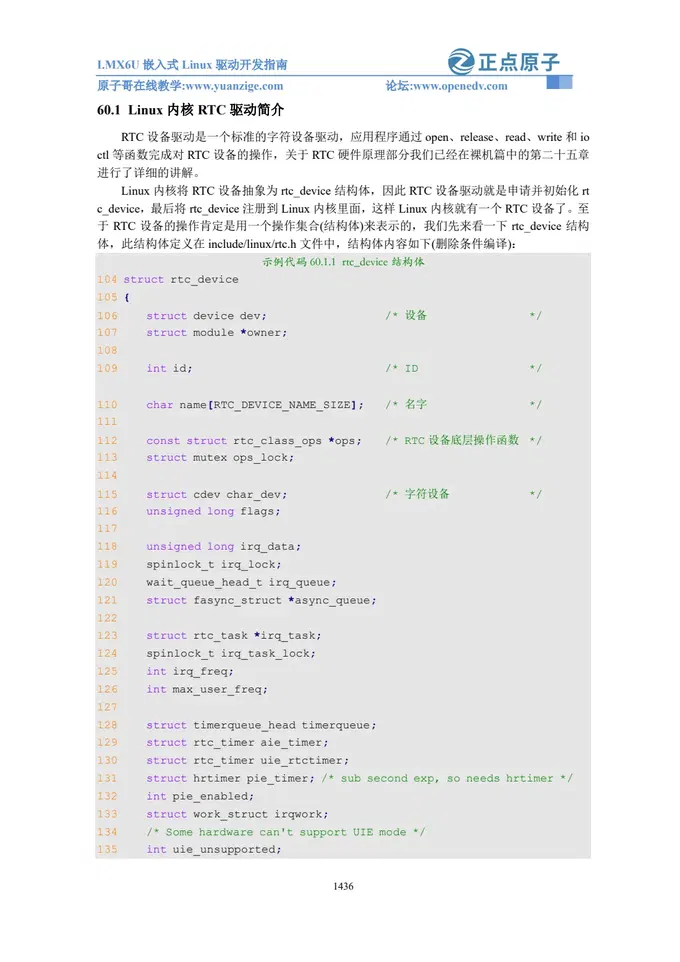 I.MX6U 嵌入式 Linux 驱动开发指南
正点原子
原子哥在线教学:www.yuanzige.com 论坛:www.openedv.com
60.1 Linux 内核 RTC 驱动简介
RTC 设备驱动是一个标准的字符设备驱动，应用程序通过 open、release、read、write 和 io
ctl 等函数完成对 RTC 设备的操作，关于 RTC 硬件原理部分我们已经在裸机篇中的第二十五章
进行了详细的讲解。
Linux 内核将 RTC 设备抽象为 rtc_device 结构体，因此 RTC 设备驱动就是申请并初始化 rt
c_device，最后将 rtc_device 注册到 Linux 内核里面，这样 Linux 内核就有一个 RTC 设备了。至
于 RTC 设备的操作肯定是用一个操作集合(结构体)来表示的，我们先来看一下 rtc_device 结构
体，此结构体定义在 include/linux/rtc.h 文件中，结构体内容如下(删除条件编译)：
示例代码 60.1.1 rtc_device 结构体
104 struct rtc_device
105 {
106 struct device dev; /* 设备 */
107 struct module *owner;
108
109 int id; /* ID */
110 char name[RTC_DEVICE_NAME_SIZE]; /* 名字 */
111
112 const struct rtc_class_ops *ops; /* RTC 设备底层操作函数 */
113 struct mutex ops_lock;
114
115 struct cdev char_dev; /* 字符设备 */
116 unsigned long flags;
117
118 unsigned long irq_data;
119 spinlock_t irq_lock;
120 wait_queue_head_t irq_queue;
121 struct fasync_struct *async_queue;
122
123 struct rtc_task *irq_task;
124 spinlock_t irq_task_lock;
125 int irq_freq;
126 int max_user_freq;
127
128 struct timerqueue_head timerqueue;
129 struct rtc_timer aie_timer;
130 struct rtc_timer uie_rtctimer;
131 struct hrtimer pie_timer; /* sub second exp, so needs hrtimer */
132 int pie_enabled;
133 struct work_struct irqwork;
134 /* Some hardware can't support UIE mode */
135 int uie_unsupported;
1436